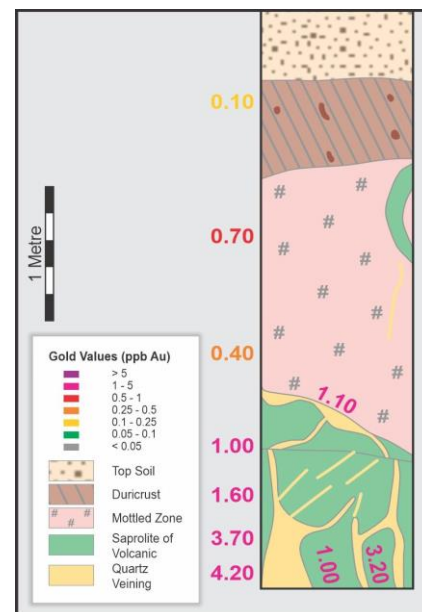 0.10
1 Metre
0.70
0.40
1.10
1.00
1.60
3.70
4.20
1.00
3.20
Gold Values (ppb Au)
> 5
1 - 5
0.5 - 1
0.25 - 0.5
0.1 - 0.25
0.05 - 0.1
< 0.05
Top Soil
Duricrust
Mottled Zone
Saprolite of
Volcanic
Quartz
Veining